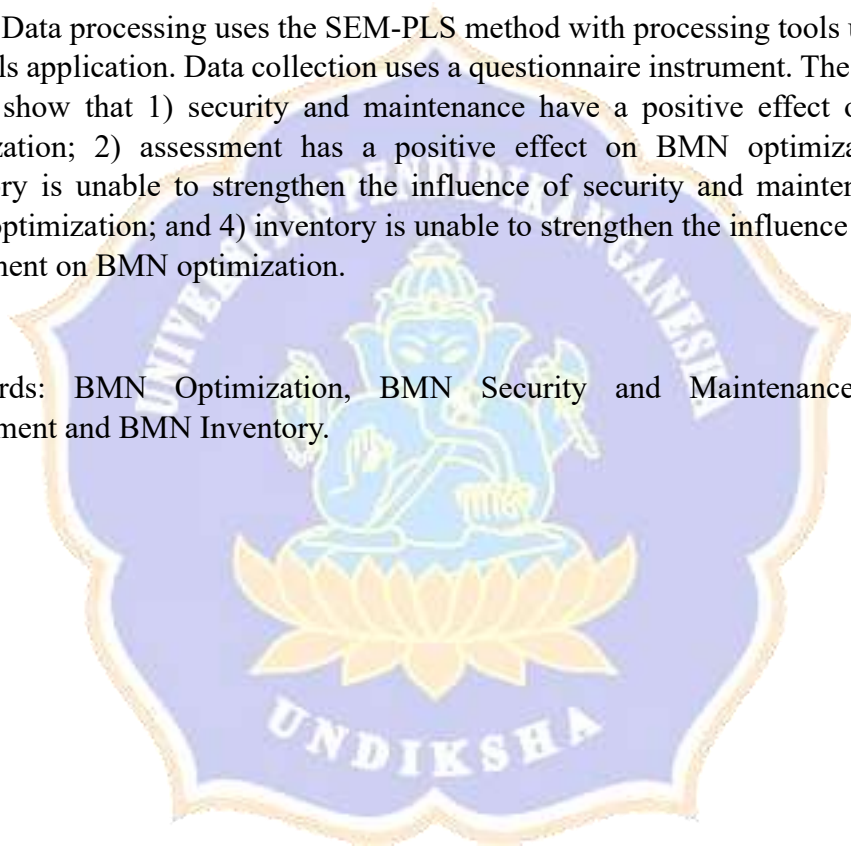 Data processing uses the SEM-PLS method with processing tools u
ls application. Data collection uses a questionnaire instrument. The
show that 1) security and maintenance have a positive effect o
zation; 2) assessment has a positive effect on BMN optimiza
ry is unable to strengthen the influence of security and mainten
optimization; and 4) inventory is unable to strengthen the influence
ment on BMN optimization.
rds: BMN Optimization, BMN Security and Maintenance
ment and BMN Inventory.
UNIVERSITAS PENDIDIKAN GANESHA
UNDIKSHA